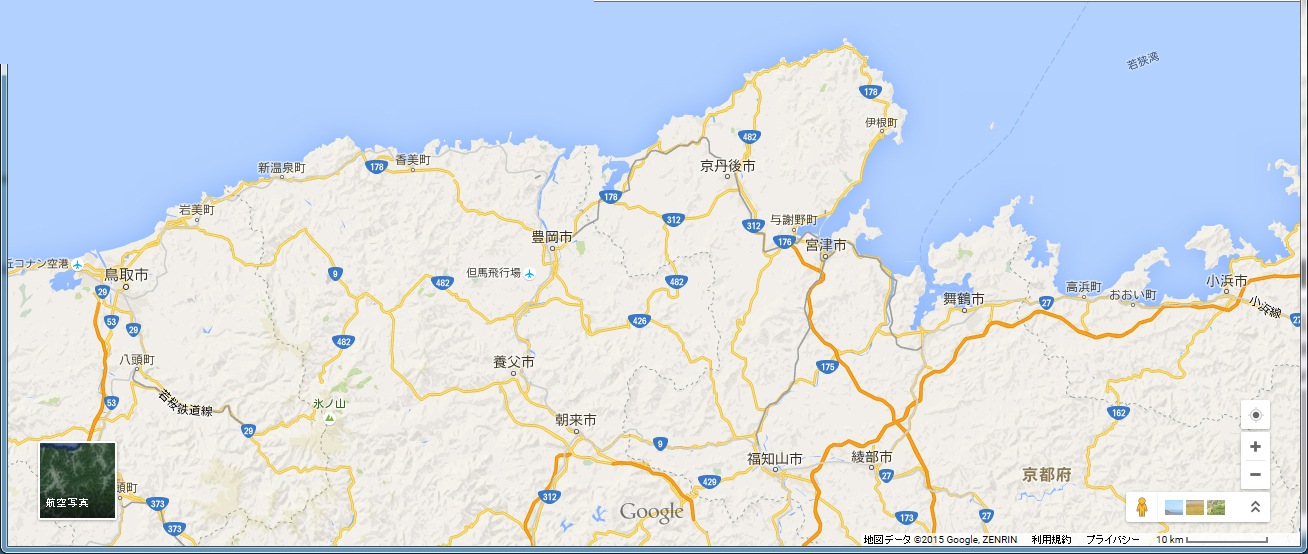 若狭湾
178
伊根町
482
京丹後市
178
香美町
新温泉町
178
岩美町
312
312
与謝野町
176
宮津市
豊岡市
丘コナン空港
鳥取市
9
482
但馬飛行場
482
29
53
29
426
舞鶴市
高浜町
27
おおい町
小浜市
小浜線
27
482
175
八頭町
養父市
53
若桜鉄道線
氷ノ山
29
朝来市
9
162
福知山市
綾部市
27
京都府
429
312
航空写真
頭町
373
373
173
27
Google
地図データ ©2015 Google, ZENRIN
利用規約
プライバシー
10 km